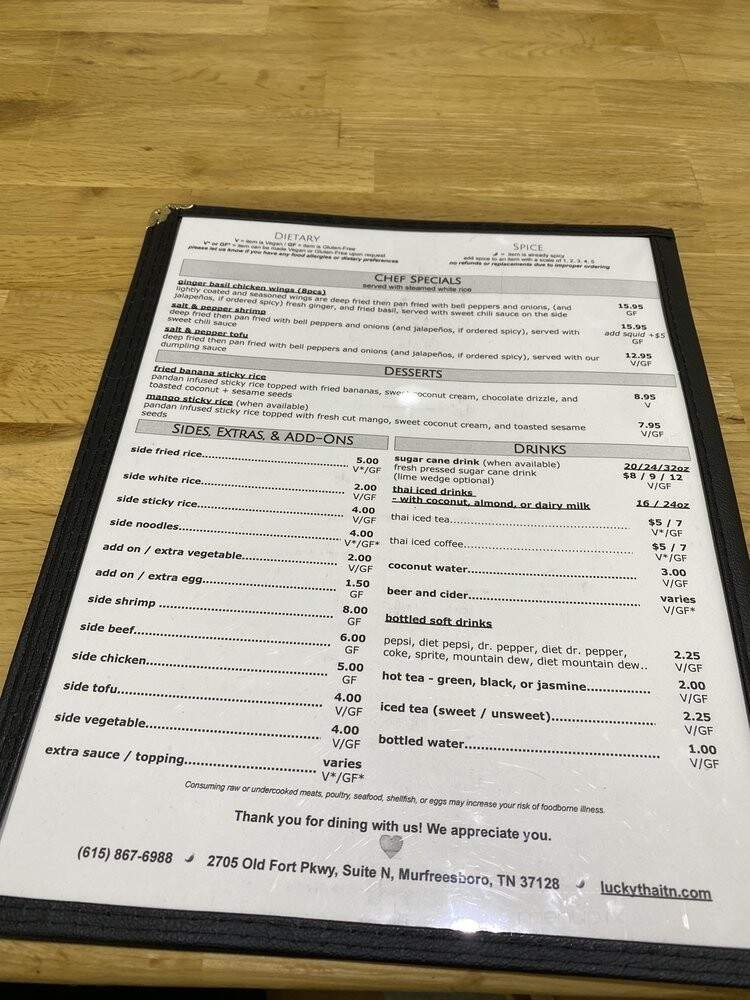 DIETARY
V = item is Vegan / GF = item is Gluten-Free
V* or GF* = item can be made Vegan or Gluten-Free upon request
please let us know if you have any food allergies or dietary preferences
SPICE
= item is already spicy
add spice to an item with a scale of 1, 2, 3, 4, 5
no refunds or replacements due to improper ordering
CHEF SPECIALS
served with steamed white rice
ginger basil chicken wings (8pcs)
lightly coated and seasoned wings are deep fried then pan fried with bell peppers and onions, (and
jalapeños, if ordered spicy) fresh ginger, and fried basil, served with sweet chili sauce on the side
15.95
GF
salt & pepper shrimp
deep fried then pan fried with bell peppers and onions (and jalapeños, if ordered spicy), served with
sweet chili sauce
15.95
add squid +$5
GF
salt & pepper tofu
deep fried then pan fried with bell peppers and onions (and jalapeños, if ordered spicy), served with our
dumpling sauce
12.95
V/GF
DESSERTS
fried banana sticky rice
pandan infused sticky rice topped with fried bananas, sweet coconut cream, chocolate drizzle, and
toasted coconut + sesame seeds
8.95
V
mango sticky rice (when available)
pandan infused sticky rice topped with fresh cut mango, sweet coconut cream, and toasted sesame
seeds
7.95
V/GF
SIDES, EXTRAS, & ADD-ONS
side fried rice 5.00
V*/GF
side white rice 2.00
V/GF
side sticky rice 4.00
V/GF
side noodles 4.00
V*/GF*
add on / extra vegetable 2.00
V/GF
add on / extra egg 1.50
GF
side shrimp 8.00
GF
side beef 6.00
GF
side chicken 5.00
GF
side tofu 4.00
V/GF
side vegetable 4.00
V/GF
extra sauce / topping varies
V*/GF*
DRINKS
sugar cane drink (when available) 20/24/32oz
fresh pressed sugar cane drink $8 / 9 / 12
(lime wedge optional) V/GF
thai iced drinks
- with coconut, almond, or dairy milk 16 / 24oz
thai iced tea $5 / 7
V*/GF
thai iced coffee $5 / 7
V*/GF
coconut water 3.00
V/GF
beer and cider varies
V/GF*
bottled soft drinks
pepsi, diet pepsi, dr. pepper, diet dr. pepper,
coke, sprite, mountain dew, diet mountain dew.. 2.25
V/GF
hot tea - green, black, or jasmine 2.00
V/GF
iced tea (sweet / unsweet) 2.25
V/GF
bottled water 1.00
V/GF
Consuming raw or undercooked meats, poultry, seafood, shellfish, or eggs may increase your risk of foodborne illness.
Thank you for dining with us! We appreciate you.
(615) 867-6988 2705 Old Fort Pkwy, Suite N, Murfreesboro, TN 37128 luckythaitn.com